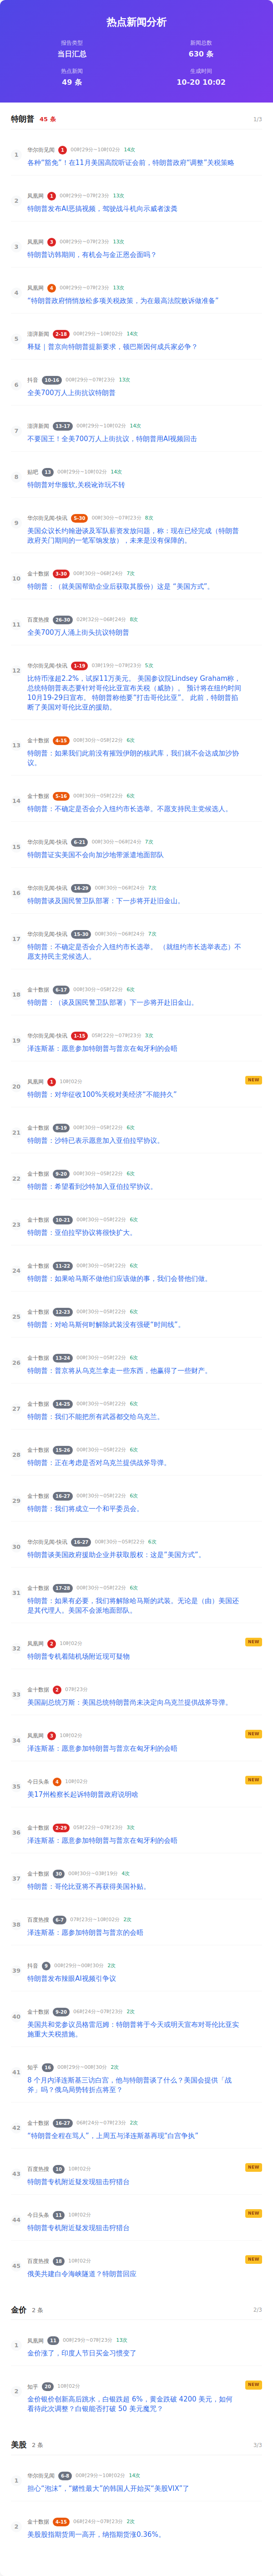 热点新闻分析
报告类型
当日汇总
新闻总数
630 条
热点新闻
49 条
生成时间
10-20 10:02
特朗普 45 条 1/3
1
华尔街见闻 1 00时29分~10时02分 14次
各种"豁免"！在11月美国高院听证会前，特朗普政府"调整"关税策略
2
凤凰网 1 00时29分~07时23分 13次
特朗普发布AI恶搞视频，驾驶战斗机向示威者泼粪
3
凤凰网 3 00时29分~07时23分 13次
特朗普访韩期间，有机会与金正恩会面吗？
4
凤凰网 4 00时29分~07时23分 13次
"特朗普政府悄悄放松多项关税政策，为在最高法院败诉做准备"
5
澎湃新闻 2-18 00时29分~10时02分 14次
释疑｜普京向特朗普提新要求，顿巴斯因何成兵家必争？
6
抖音 10-16 00时29分~07时23分 13次
全美700万人上街抗议特朗普
7
澎湃新闻 13-17 00时29分~10时02分 14次
不要国王！全美700万人上街抗议，特朗普用AI视频回击
8
贴吧 13 00时29分~10时02分 14次
特朗普对华服软,关税讹诈玩不转
9
华尔街见闻-快讯 5-30 00时30分~07时23分 8次
美国众议长约翰逊谈及军队薪资发放问题，称：现在已经完成（特朗普
政府关门期间的一笔军饷发放），未来是没有保障的。
10
金十数据 3-30 00时30分~06时24分 7次
特朗普：（就美国帮助企业后获取其股份）这是 "美国方式"。
11
百度热搜 26-30 02时32分~06时24分 8次
全美700万人涌上街头抗议特朗普
12
华尔街见闻-快讯 1-19 03时19分~07时23分 5次
比特币涨超2.2%，试探11万美元。 美国参议院Lindsey Graham称，
总统特朗普表态要针对哥伦比亚宣布关税（威胁）。 预计将在纽约时间
10月19-29日宣布。 特朗普称他要"打击哥伦比亚"。 此前，特朗普掐
断了美国对哥伦比亚的援助。
13
金十数据 4-15 00时30分~05时22分 6次
特朗普：如果我们此前没有摧毁伊朗的核武库，我们就不会达成加沙协
议。
14
金十数据 5-16 00时30分~05时22分 6次
特朗普：不确定是否会介入纽约市长选举。不愿支持民主党候选人。
15
华尔街见闻-快讯 6-21 00时30分~06时24分 7次
特朗普证实美国不会向加沙地带派遣地面部队
16
华尔街见闻-快讯 14-29 00时30分~06时24分 7次
特朗普谈及国民警卫队部署：下一步将开赴旧金山。
17
华尔街见闻-快讯 15-30 00时30分~06时24分 7次
特朗普：不确定是否会介入纽约市长选举。 （就纽约市长选举表态）不
愿支持民主党候选人。
18
金十数据 6-17 00时30分~05时22分 6次
特朗普：（谈及国民警卫队部署）下一步将开赴旧金山。
19
华尔街见闻-快讯 1-15 05时22分~07时23分 3次
泽连斯基：愿意参加特朗普与普京在匈牙利的会晤
20
凤凰网 1 10时02分 NEW
特朗普：对华征收100%关税对美经济"不能持久"
21
金十数据 8-19 00时30分~05时22分 6次
特朗普：沙特已表示愿意加入亚伯拉罕协议。
22
金十数据 9-20 00时30分~05时22分 6次
特朗普：希望看到沙特加入亚伯拉罕协议。
23
金十数据 10-21 00时30分~05时22分 6次
特朗普：亚伯拉罕协议将很快扩大。
24
金十数据 11-22 00时30分~05时22分 6次
特朗普：如果哈马斯不做他们应该做的事，我们会替他们做。
25
金十数据 12-23 00时30分~05时22分 6次
特朗普：对哈马斯何时解除武装没有强硬"时间线"。
26
金十数据 13-24 00时30分~05时22分 6次
特朗普：普京将从乌克兰拿走一些东西，他赢得了一些财产。
27
金十数据 14-25 00时30分~05时22分 6次
特朗普：我们不能把所有武器都交给乌克兰。
28
金十数据 15-26 00时30分~05时22分 6次
特朗普：正在考虑是否对乌克兰提供战斧导弹。
29
金十数据 16-27 00时30分~05时22分 6次
特朗普：我们将成立一个和平委员会。
30
华尔街见闻-快讯 16-27 00时30分~05时22分 6次
特朗普谈美国政府援助企业并获取股权：这是"美国方式"。
31
金十数据 17-28 00时30分~05时22分 6次
特朗普：如果有必要，我们将解除哈马斯的武装。无论是（由）美国还
是其代理人。美国不会派地面部队。
32
凤凰网 2 10时02分 NEW
特朗普专机着陆机场附近现可疑物
33
金十数据 2 07时23分
美国副总统万斯：美国总统特朗普尚未决定向乌克兰提供战斧导弹。
34
凤凰网 3 10时02分 NEW
泽连斯基：愿意参加特朗普与普京在匈牙利的会晤
35
今日头条 4 10时02分 NEW
美17州检察长起诉特朗普政府说明啥
36
金十数据 2-29 05时22分~07时23分 3次
泽连斯基：愿意参加特朗普与普京在匈牙利的会晤
37
金十数据 30 00时30分~03时19分 4次
特朗普：哥伦比亚将不再获得美国补贴。
38
百度热搜 6-7 07时23分~10时02分 2次
泽连斯基：愿参加特朗普与普京的会晤
39
抖音 9 00时29分~00时30分 2次
特朗普发布辣眼AI视频引争议
40
金十数据 9-20 06时24分~07时23分 2次
美国共和党参议员格雷厄姆：特朗普将于今天或明天宣布对哥伦比亚实
施重大关税措施。
41
知乎 16 00时29分~00时30分 2次
8 个月内泽连斯基三访白宫，他与特朗普谈了什么？美国会提供「战
斧」吗？俄乌局势转折点将至？
42
金十数据 16-27 06时24分~07时23分 2次
"特朗普全程在骂人"，上周五与泽连斯基再现"白宫争执"
43
百度热搜 10 10时02分 NEW
特朗普专机附近疑发现狙击狩猎台
44
今日头条 11 10时02分 NEW
特朗普专机附近疑发现狙击狩猎台
45
百度热搜 18 10时02分 NEW
俄美共建白令海峡隧道？特朗普回应
金价 2 条 2/3
1
凤凰网 11 00时29分~07时23分 13次
金价涨了，印度人节日买金习惯变了
2
知乎 20 10时02分 NEW
金价银价创新高后跳水，白银跌超 6%，黄金跌破 4200 美元，如何
看待此次调整？白银能否打破 50 美元魔咒？
美股 2 条 3/3
1
华尔街见闻 6-8 00时29分~10时02分 14次
担心"泡沫"，"赌性最大"的韩国人开始买"美股VIX"了
2
金十数据 4-15 06时24分~07时23分 2次
美股股指期货周一高开，纳指期货涨0.36%。